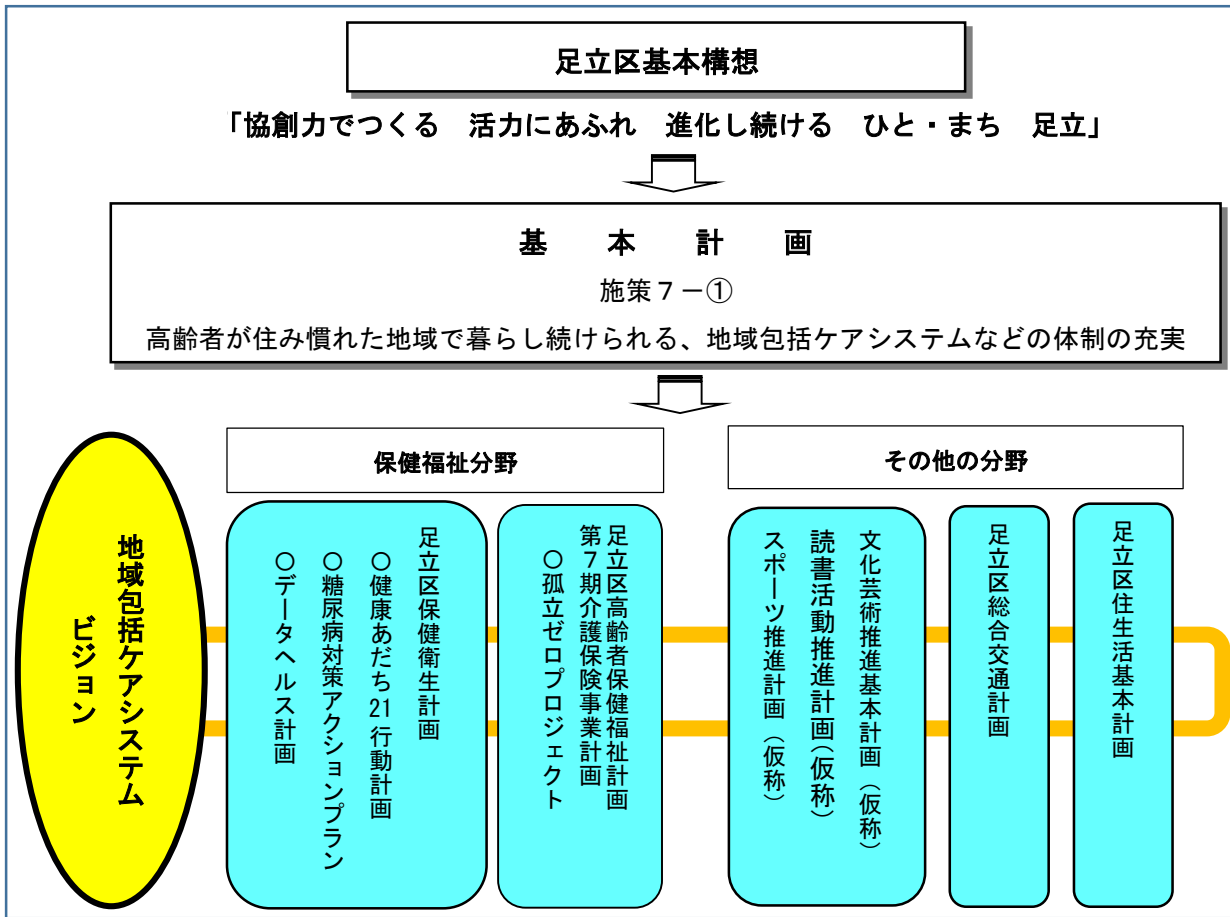 足立区基本構想
「協創力でつくる　活力にあふれ　進化し続ける　ひと・まち　足立」
基　本　計　画
施策７－①
高齢者が住み慣れた地域で暮らし続けられる、地域包括ケアシステムなどの体制の充実
地域包括ケアシステム
ビジョン
保健福祉分野
足立区保健衛生計画
○健康あだち21行動計画
○糖尿病対策アクションプラン
○データヘルス計画
足立区高齢者保健福祉計画
第７期介護保険事業計画
○孤立ゼロプロジェクト
その他の分野
文化芸術推進基本計画（仮称）
読書活動推進計画（仮称）
スポーツ推進計画（仮称）
足立区総合交通計画
足立区住生活基本計画